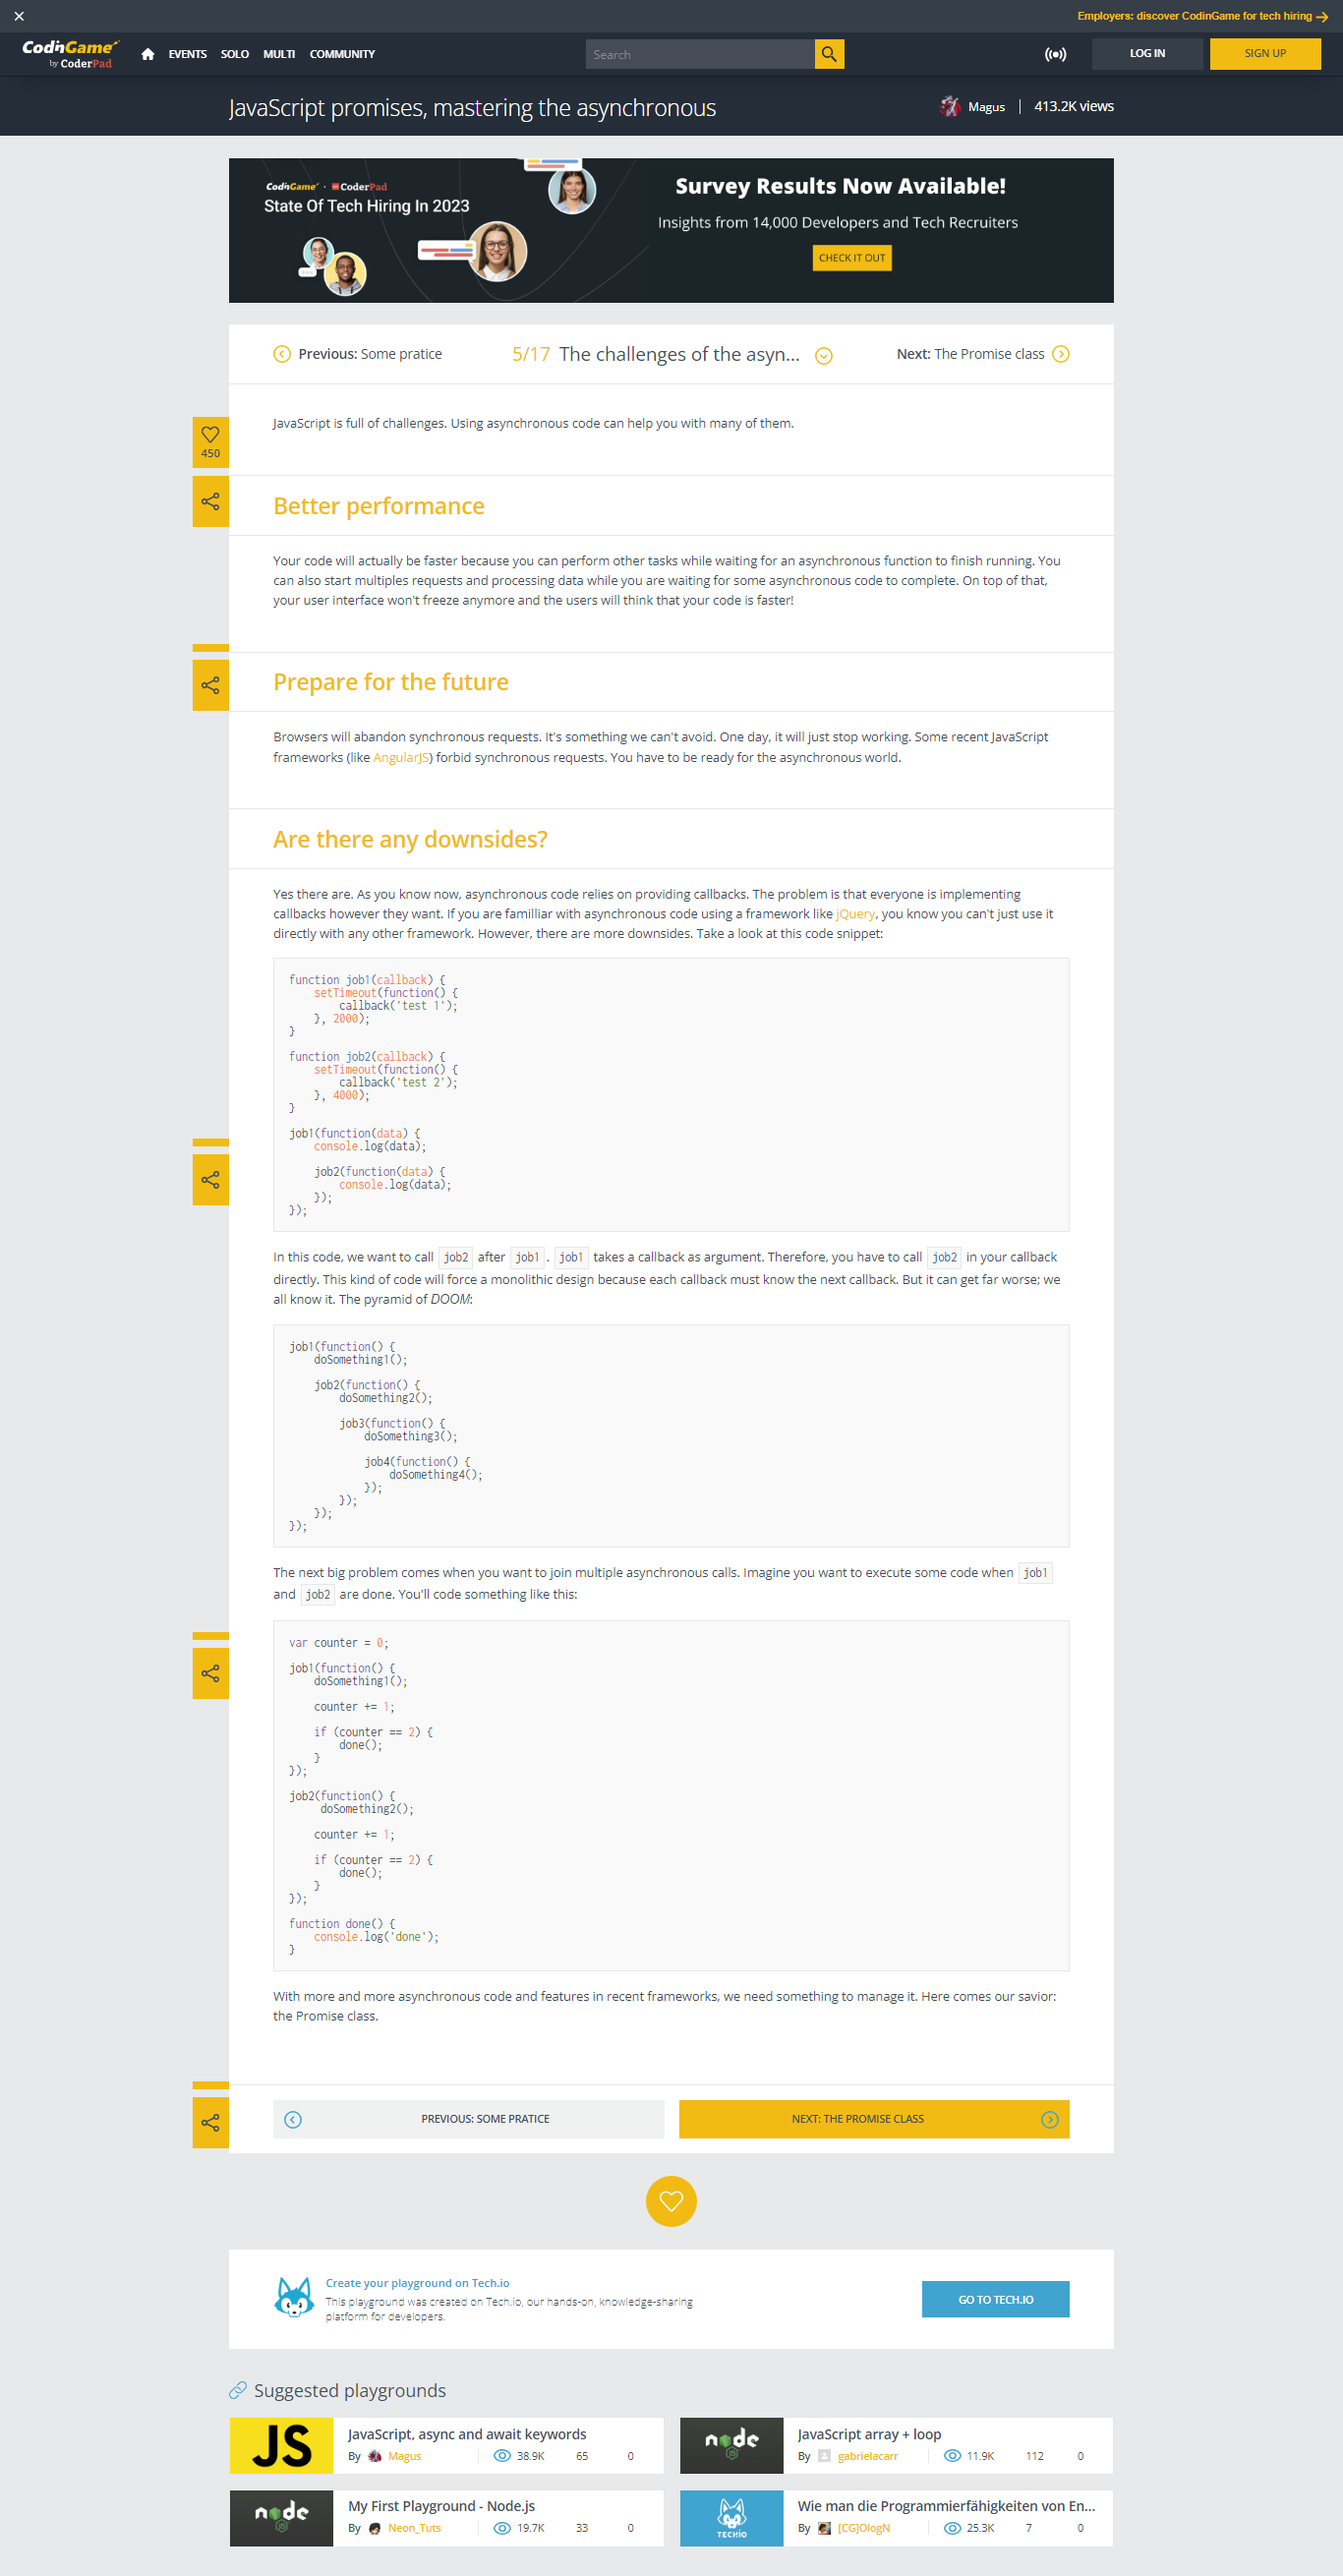 Employers: discover CodinGame for tech hiring
CodinGame
by CoderPad
EVENTS SOLO MULTI COMMUNITY
Search
LOG IN
SIGN UP
JavaScript promises, mastering the asynchronous
Magus
413.2K views
CodinGame · CoderPad
State Of Tech Hiring In 2023
Survey Results Now Available!
Insights from 14,000 Developers and Tech Recruiters
CHECK IT OUT
Previous: Some pratice
5/17 The challenges of the asyn...
Next: The Promise class
450
JavaScript is full of challenges. Using asynchronous code can help you with many of them.
Better performance
Your code will actually be faster because you can perform other tasks while waiting for an asynchronous function to finish running. You
can also start multiples requests and processing data while you are waiting for some asynchronous code to complete. On top of that,
your user interface won't freeze anymore and the users will think that your code is faster!
Prepare for the future
Browsers will abandon synchronous requests. It's something we can't avoid. One day, it will just stop working. Some recent JavaScript
frameworks (like AngularJS) forbid synchronous requests. You have to be ready for the asynchronous world.
Are there any downsides?
Yes there are. As you know now, asynchronous code relies on providing callbacks. The problem is that everyone is implementing
callbacks however they want. If you are familliar with asynchronous code using a framework like jQuery, you know you can't just use it
directly with any other framework. However, there are more downsides. Take a look at this code snippet:
function job1(callback) {
    setTimeout(function() {
        callback('test 1');
    }, 2000);
}
function job2(callback) {
    setTimeout(function() {
        callback('test 2');
    }, 4000);
}
job1(function(data) {
    console.log(data);
    job2(function(data) {
        console.log(data);
    });
});
In this code, we want to call job2 after job1. job1 takes a callback as argument. Therefore, you have to call job2 in your callback
directly. This kind of code will force a monolithic design because each callback must know the next callback. But it can get far worse; we
all know it. The pyramid of DOOM:
job1(function() {
    doSomething1();
    job2(function() {
        doSomething2();
        job3(function() {
            doSomething3();
            job4(function() {
                doSomething4();
            });
        });
    });
});
The next big problem comes when you want to join multiple asynchronous calls. Imagine you want to execute some code when job1
and job2 are done. You'll code something like this:
var counter = 0;
job1(function() {
    doSomething1();
    counter += 1;
    if (counter == 2) {
        done();
    }
});
job2(function() {
     doSomething2();
    counter += 1;
    if (counter == 2) {
        done();
    }
});
function done() {
    console.log('done');
}
With more and more asynchronous code and features in recent frameworks, we need something to manage it. Here comes our savior:
the Promise class.
PREVIOUS: SOME PRATICE
NEXT: THE PROMISE CLASS
Create your playground on Tech.io
This playground was created on Tech.io, our hands-on, knowledge-sharing
platform for developers.
GO TO TECH.IO
Suggested playgrounds
JS
JavaScript, async and await keywords
By Magus 38.9K 65 0
node
JS
JavaScript array + loop
By gabrielacarr 11.9K 112 0
node
JS
My First Playground - Node.js
By Neon_Tuts 19.7K 33 0
TECHIO
Wie man die Programmierfähigkeiten von En...
By [CG]OlogN 25.3K 7 0